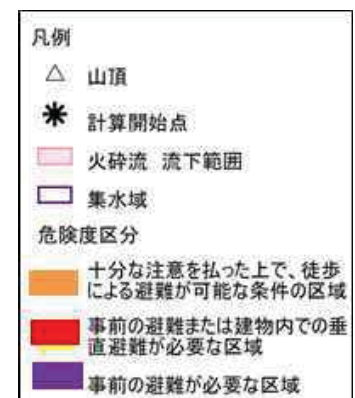 凡例
山頂
計算開始点
火砕流 流下範囲
集水域
危険度区分
十分な注意を払った上で、徒歩
による避難が可能な条件の区域
事前の避難または建物内での垂
直避難が必要な区域
事前の避難が必要な区域